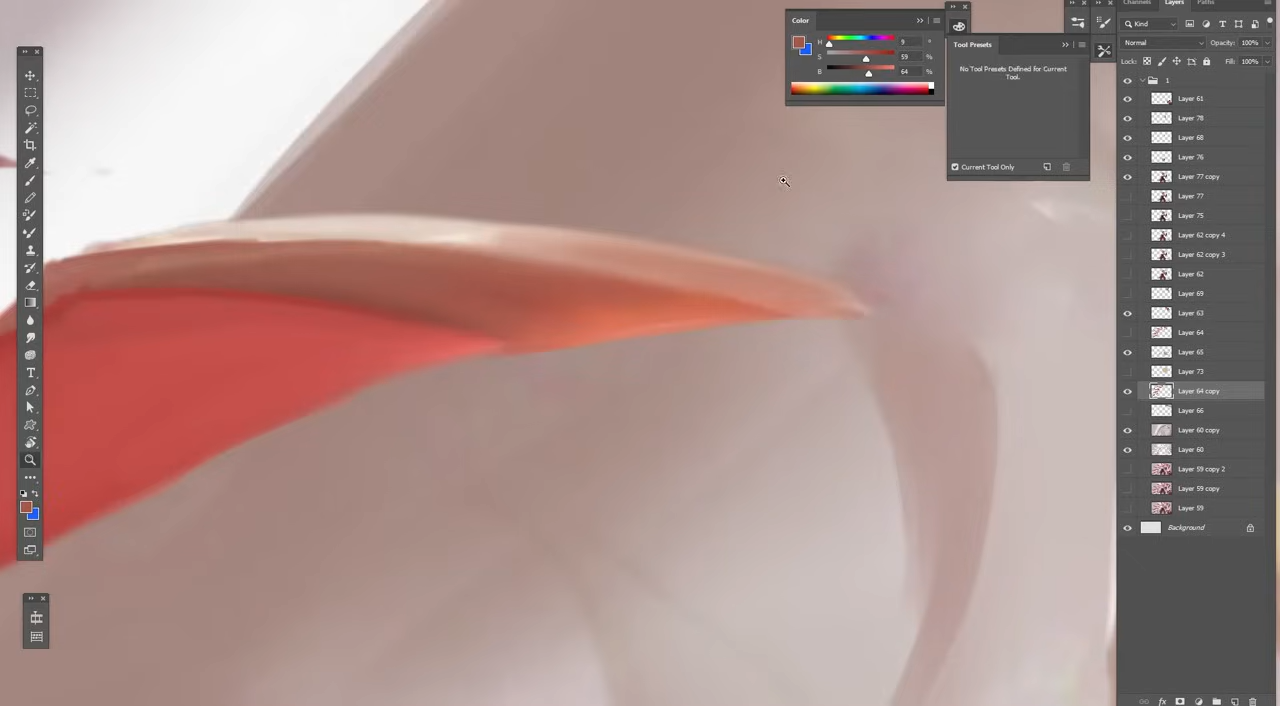 Color
H 9 °
S 59 %
B 64 %
Tool Presets
No Tool Presets Defined for Current
Tool.
Current Tool Only
Channels Layers Paths
Kind
Normal Opacity: 100%
Lock: Fill: 100%
1
Layer 61
Layer 78
Layer 68
Layer 76
Layer 77 copy
Layer 77
Layer 75
Layer 62 copy 4
Layer 62 copy 3
Layer 62
Layer 69
Layer 63
Layer 64
Layer 65
Layer 73
Layer 64 copy
Layer 66
Layer 60 copy
Layer 60
Layer 59 copy 2
Layer 59 copy
Layer 59
Background